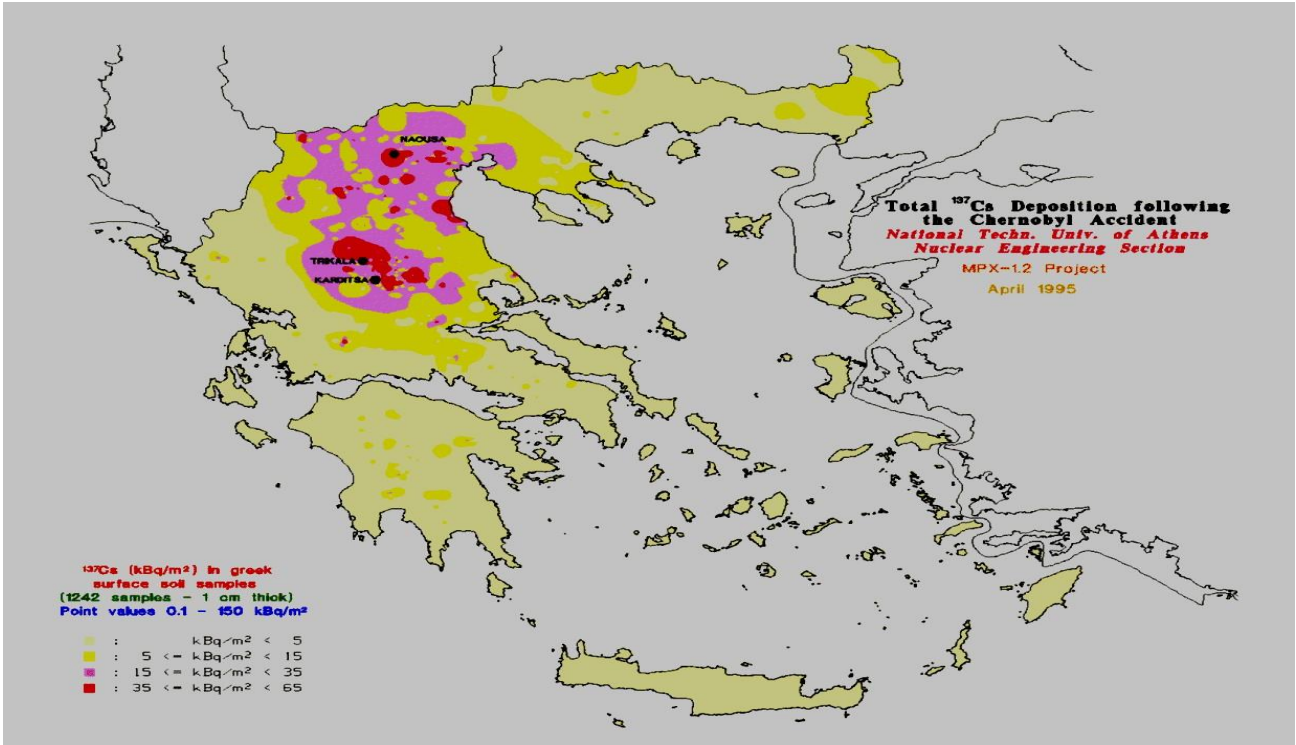 NAOUSA
Total ¹³⁷Cs Deposition following
the Chernobyl Accident
National Techn. Univ. of Athens
Nuclear Engineering Section
MPX-1.2 Project
April 1995
TRIKALA
KARDITSA
¹³⁷Cs (kBq/m²) in greek
surface soil samples
(1242 samples - 1 cm thick)
Point values 0.1 - 150 kBq/m²
: kBq/m² < 5
: 5 <= kBq/m² < 15
: 15 <= kBq/m² < 35
: 35 <= kBq/m² < 65